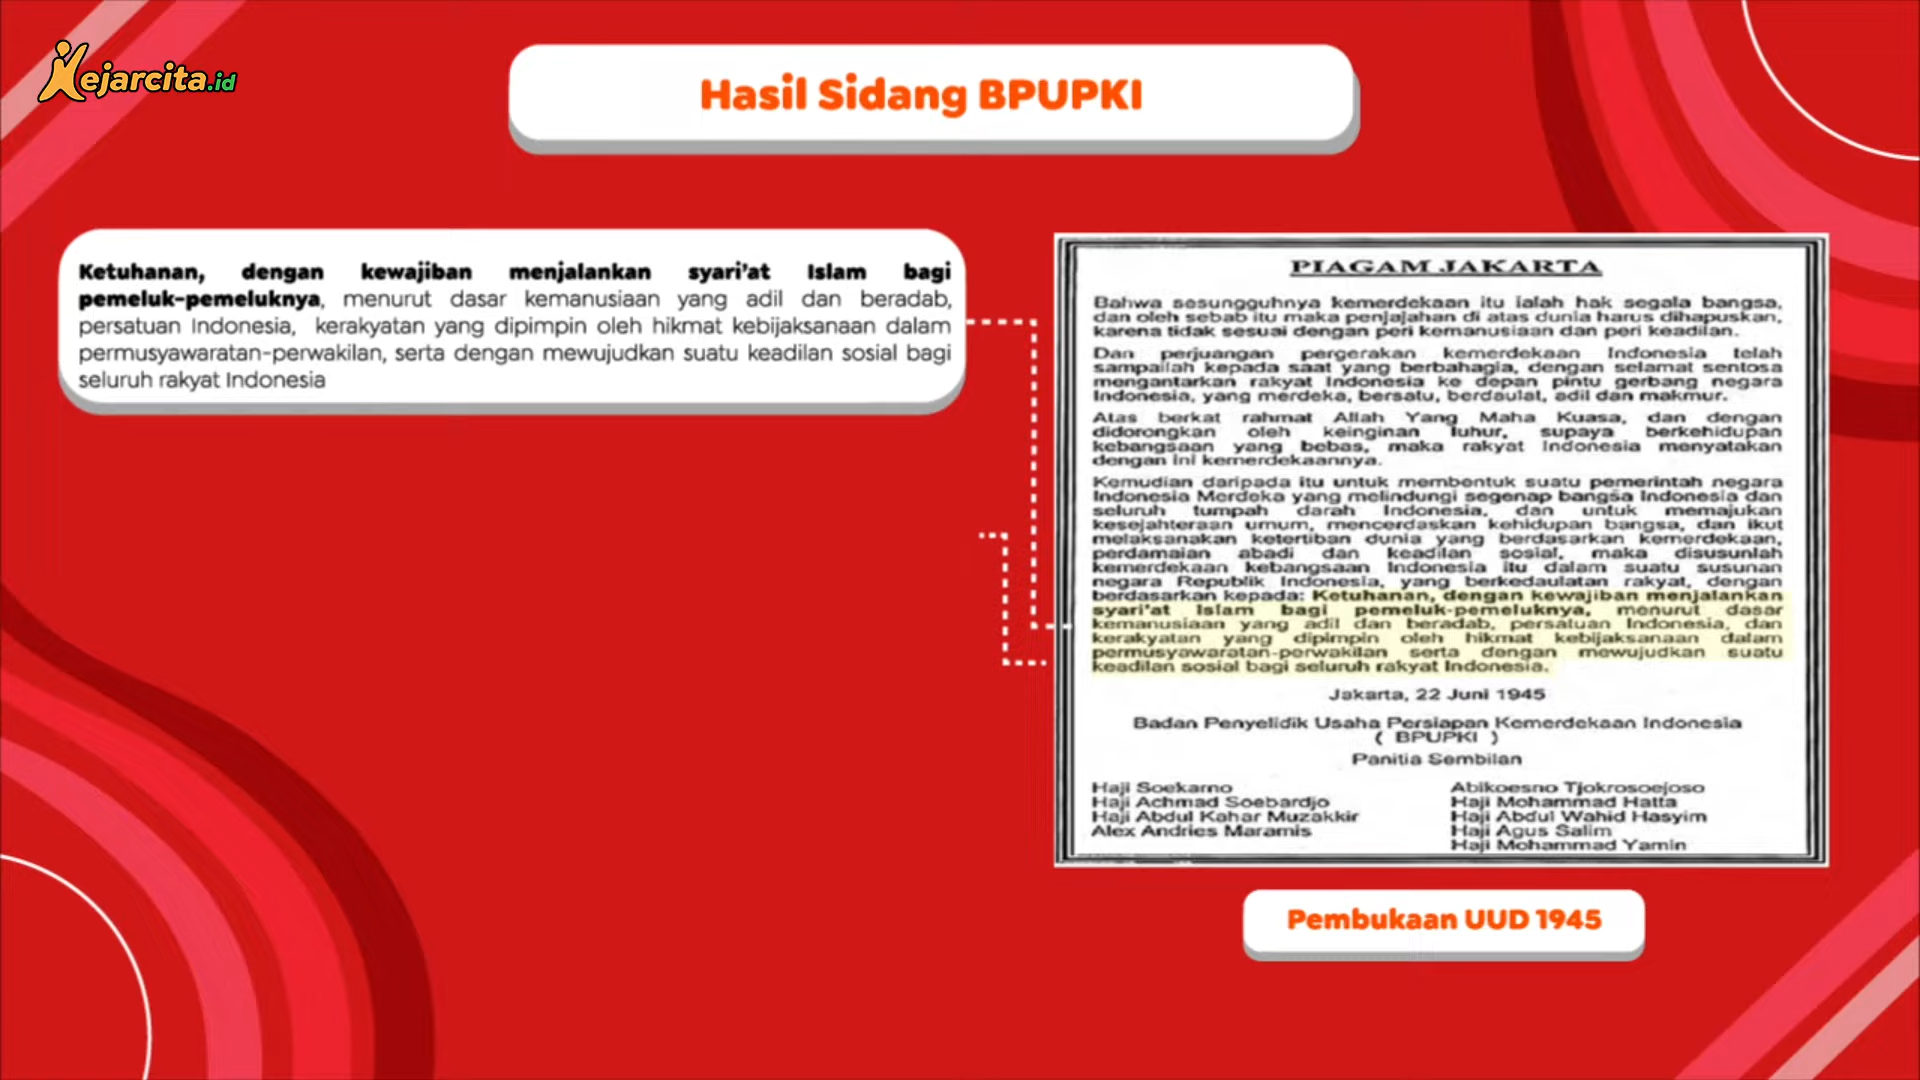 Kejarcita.id
Hasil Sidang BPUPKI
Ketuhanan, dengan kewajiban menjalankan syari'at Islam bagi
pemeluk-pemeluknya, menurut dasar kemanusiaan yang adil dan beradab,
persatuan Indonesia, kerakyatan yang dipimpin oleh hikmat kebijaksanaan dalam
permusyawaratan-perwakilan, serta dengan mewujudkan suatu keadilan sosial bagi
seluruh rakyat Indonesia
PIAGAM JAKARTA
Bahwa sesungguhnya kemerdekaan itu ialah hak segala bangsa,
dan oleh sebab itu maka penjajahan di atas dunia harus dihapuskan,
karena tidak sesuai dengan peri kemanusiaan dan peri keadilan.
Dan perjuangan pergerakan kemerdekaan Indonesia telah
sampailah kepada saat yang berbahagia, dengan selamat sentosa
mengantarkan rakyat Indonesia ke depan pintu gerbang negara
Indonesia, yang merdeka, bersatu, berdaulat, adil dan makmur.
Atas berkat rahmat Allah Yang Maha Kuasa, dan dengan
didorongkan oleh keinginan luhur, supaya berkehidupan
kebangsaan yang bebas, maka rakyat Indonesia menyatakan
dengan ini kemerdekaannya.
Kemudian daripada itu untuk membentuk suatu pemerintah negara
Indonesia Merdeka yang melindungi segenap bangsa Indonesia dan
seluruh tumpah darah Indonesia, dan untuk memajukan
kesejahteraan umum, mencerdaskan kehidupan bangsa, dan ikut
melaksanakan ketertiban dunia yang berdasarkan kemerdekaan,
perdamaian abadi dan keadilan sosial, maka disusunlah
kemerdekaan kebangsaan Indonesia itu dalam suatu susunan
negara Republik Indonesia, yang berkedaulatan rakyat, dengan
berdasarkan kepada: Ketuhanan, dengan kewajiban menjalankan
syari'at Islam bagi pemeluk-pemeluknya, menurut dasar
kemanusiaan yang adil dan beradab, persatuan Indonesia, dan
kerakyatan yang dipimpin oleh hikmat kebijaksanaan dalam
permusyawaratan-perwakilan serta dengan mewujudkan suatu
keadilan sosial bagi seluruh rakyat Indonesia.
Jakarta, 22 Juni 1945
Badan Penyelidik Usaha Persiapan Kemerdekaan Indonesia
( BPUPKI )
Panitia Sembilan
Haji Soekarno
Haji Achmad Soebardjo
Haji Abdul Kahar Muzakkir
Alex Andries Maramis
Abikoesno Tjokrosoejoso
Haji Mohammad Hatta
Haji Abdul Wahid Hasyim
Haji Agus Salim
Haji Mohammad Yamin
Pembukaan UUD 1945